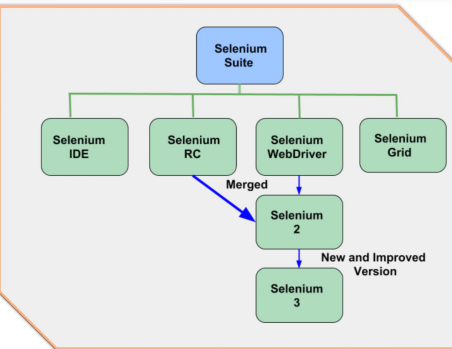 Selenium
Suite
Selenium
IDE
Selenium
RC
Selenium
WebDriver
Selenium
Grid
Merged
Selenium
2
New and Improved
Version
Selenium
3